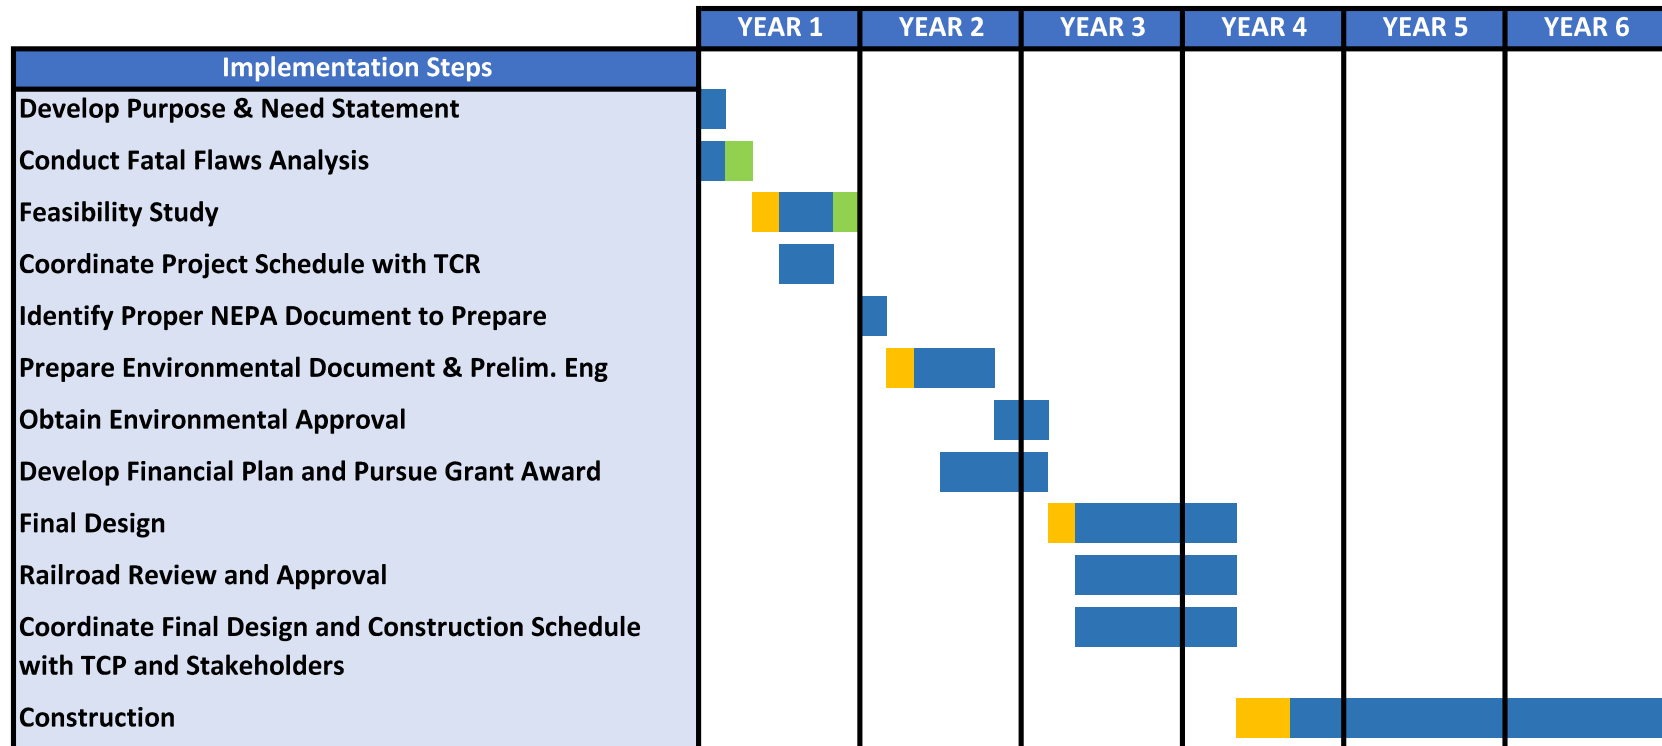 YEAR 1 YEAR 2 YEAR 3 YEAR 4 YEAR 5 YEAR 6
Implementation Steps
Develop Purpose & Need Statement
Conduct Fatal Flaws Analysis
Feasibility Study
Coordinate Project Schedule with TCR
Identify Proper NEPA Document to Prepare
Prepare Environmental Document & Prelim. Eng
Obtain Environmental Approval
Develop Financial Plan and Pursue Grant Award
Final Design
Railroad Review and Approval
Coordinate Final Design and Construction Schedule
with TCP and Stakeholders
Construction